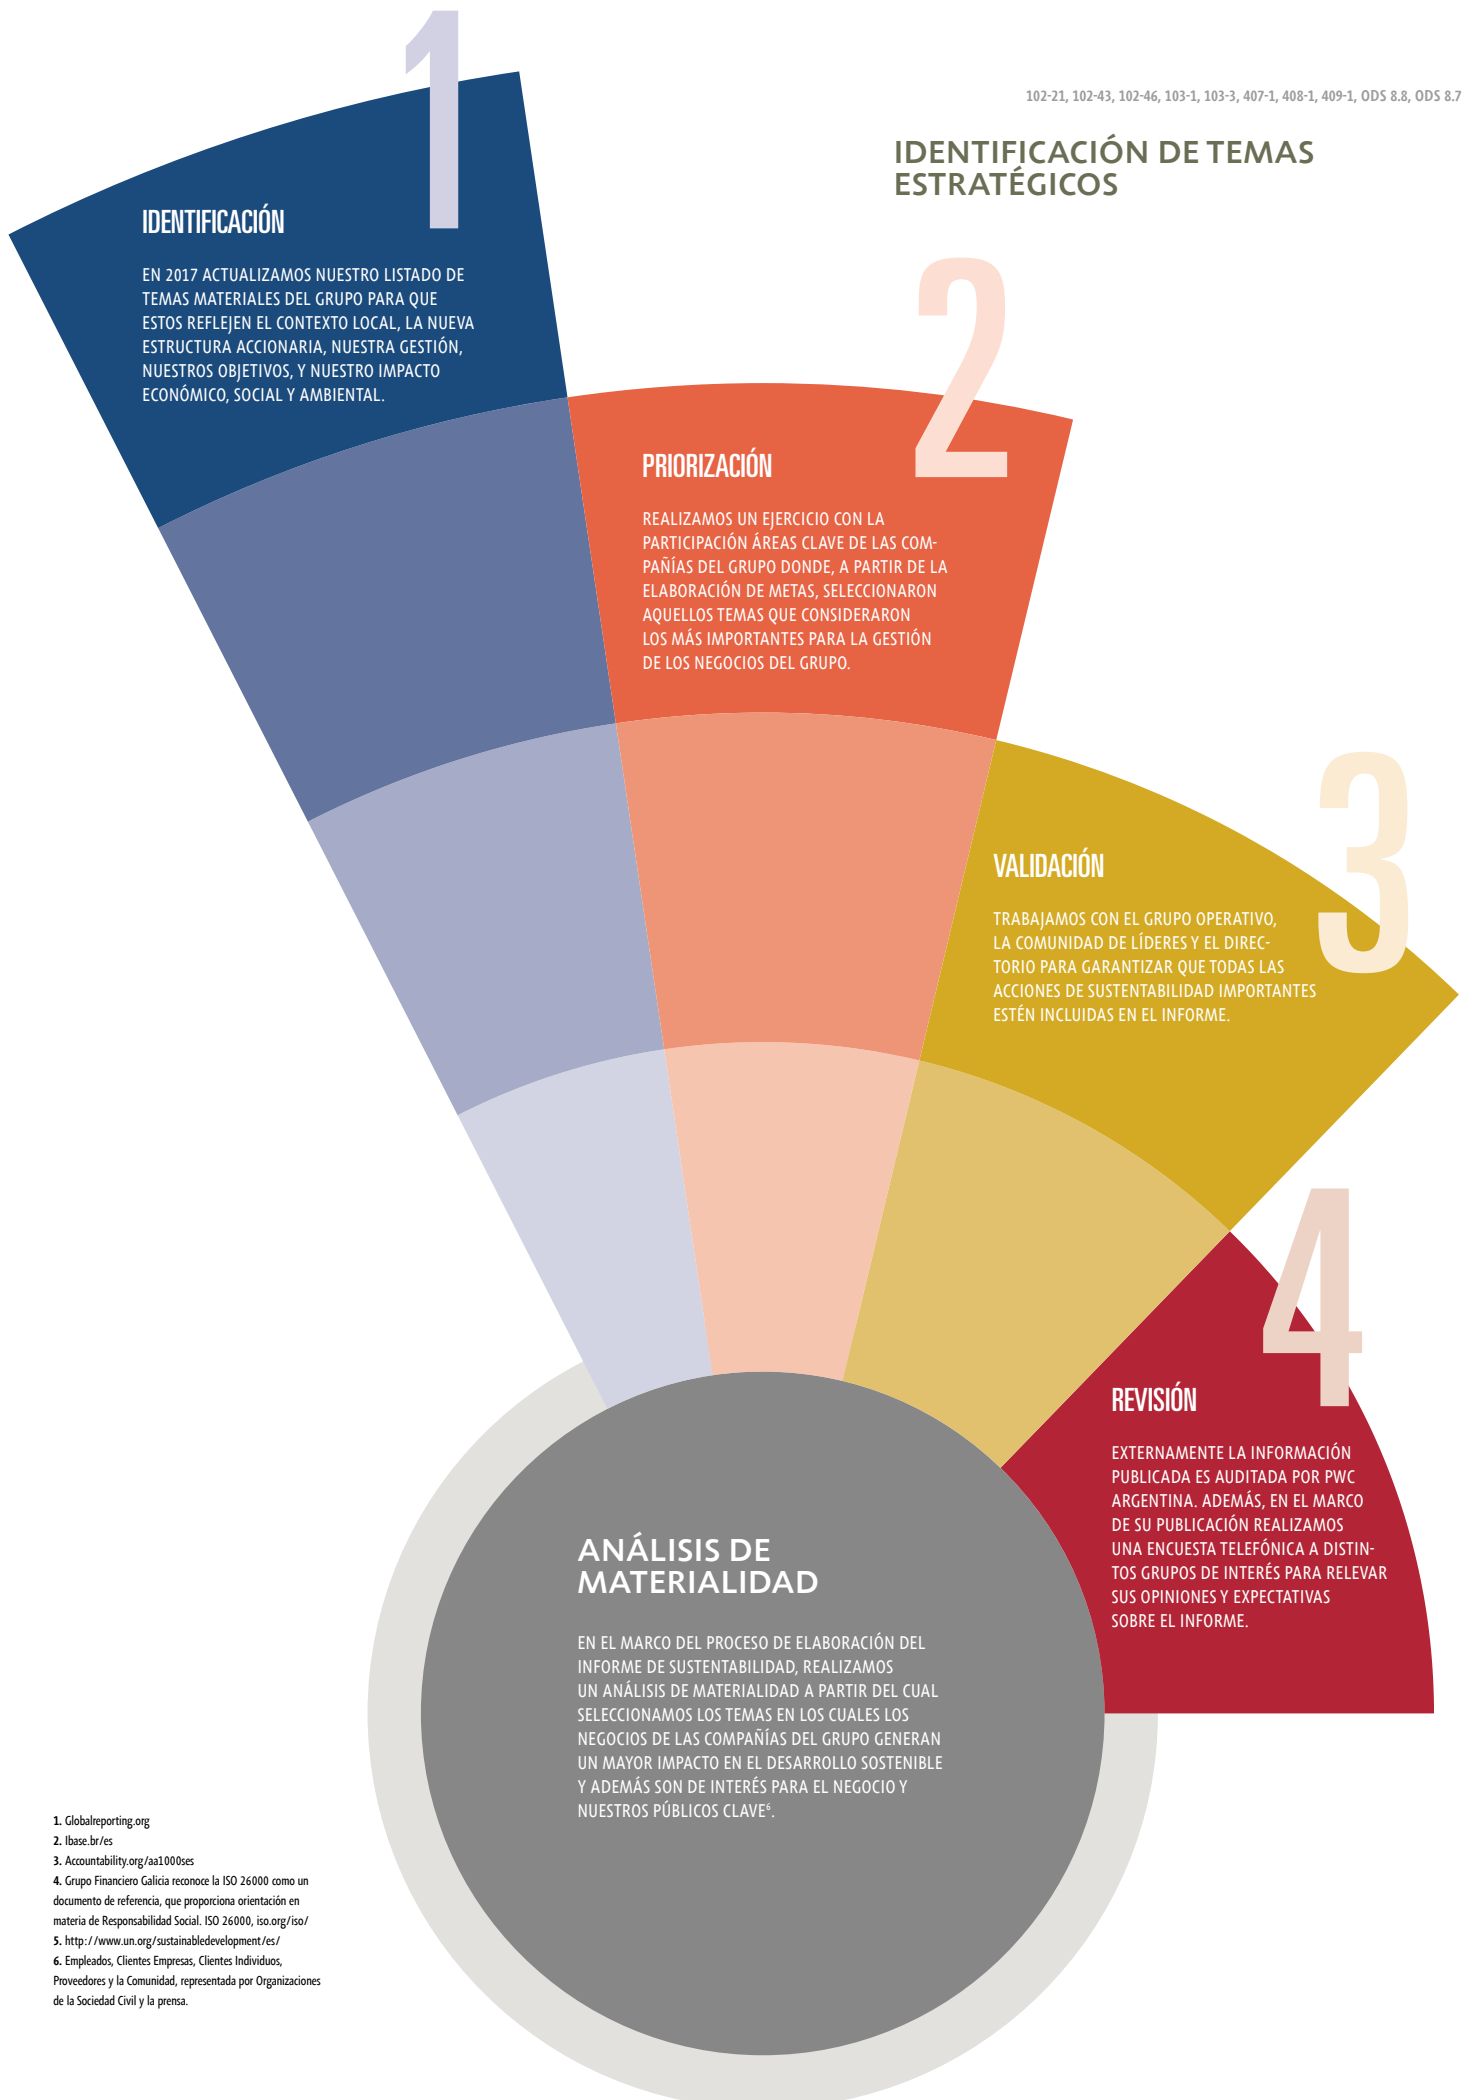 102-21, 102-43, 102-46, 103-1, 103-3, 407-1, 408-1, 409-1, ODS 8.8, ODS 8.7
IDENTIFICACIÓN DE TEMAS
ESTRATÉGICOS
1
IDENTIFICACIÓN
EN 2017 ACTUALIZAMOS NUESTRO LISTADO DE
TEMAS MATERIALES DEL GRUPO PARA QUE
ESTOS REFLEJEN EL CONTEXTO LOCAL, LA NUEVA
ESTRUCTURA ACCIONARIA, NUESTRA GESTIÓN,
NUESTROS OBJETIVOS, Y NUESTRO IMPACTO
ECONÓMICO, SOCIAL Y AMBIENTAL.
2
PRIORIZACIÓN
REALIZAMOS UN EJERCICIO CON LA
PARTICIPACIÓN ÁREAS CLAVE DE LAS COM-
PAÑÍAS DEL GRUPO DONDE, A PARTIR DE LA
ELABORACIÓN DE METAS, SELECCIONARON
AQUELLOS TEMAS QUE CONSIDERARON
LOS MÁS IMPORTANTES PARA LA GESTIÓN
DE LOS NEGOCIOS DEL GRUPO.
3
VALIDACIÓN
TRABAJAMOS CON EL GRUPO OPERATIVO,
LA COMUNIDAD DE LÍDERES Y EL DIREC-
TORIO PARA GARANTIZAR QUE TODAS LAS
ACCIONES DE SUSTENTABILIDAD IMPORTANTES
ESTÉN INCLUIDAS EN EL INFORME.
4
REVISIÓN
EXTERNAMENTE LA INFORMACIÓN
PUBLICADA ES AUDITADA POR PWC
ARGENTINA. ADEMÁS, EN EL MARCO
DE SU PUBLICACIÓN REALIZAMOS
UNA ENCUESTA TELEFÓNICA A DISTIN-
TOS GRUPOS DE INTERÉS PARA RELEVAR
SUS OPINIONES Y EXPECTATIVAS
SOBRE EL INFORME.
ANÁLISIS DE
MATERIALIDAD
EN EL MARCO DEL PROCESO DE ELABORACIÓN DEL
INFORME DE SUSTENTABILIDAD, REALIZAMOS
UN ANÁLISIS DE MATERIALIDAD A PARTIR DEL CUAL
SELECCIONAMOS LOS TEMAS EN LOS CUALES LOS
NEGOCIOS DE LAS COMPAÑÍAS DEL GRUPO GENERAN
UN MAYOR IMPACTO EN EL DESARROLLO SOSTENIBLE
Y ADEMÁS SON DE INTERÉS PARA EL NEGOCIO Y
NUESTROS PÚBLICOS CLAVE⁶.
1. Globalreporting.org
2. Ibase.br/es
3. Accountability.org/aa1000ses
4. Grupo Financiero Galicia reconoce la ISO 26000 como un
documento de referencia, que proporciona orientación en
materia de Responsabilidad Social. ISO 26000, iso.org/iso/
5. http://www.un.org/sustainabledevelopment/es/
6. Empleados, Clientes Empresas, Clientes Individuos,
Proveedores y la Comunidad, representada por Organizaciones
de la Sociedad Civil y la prensa.